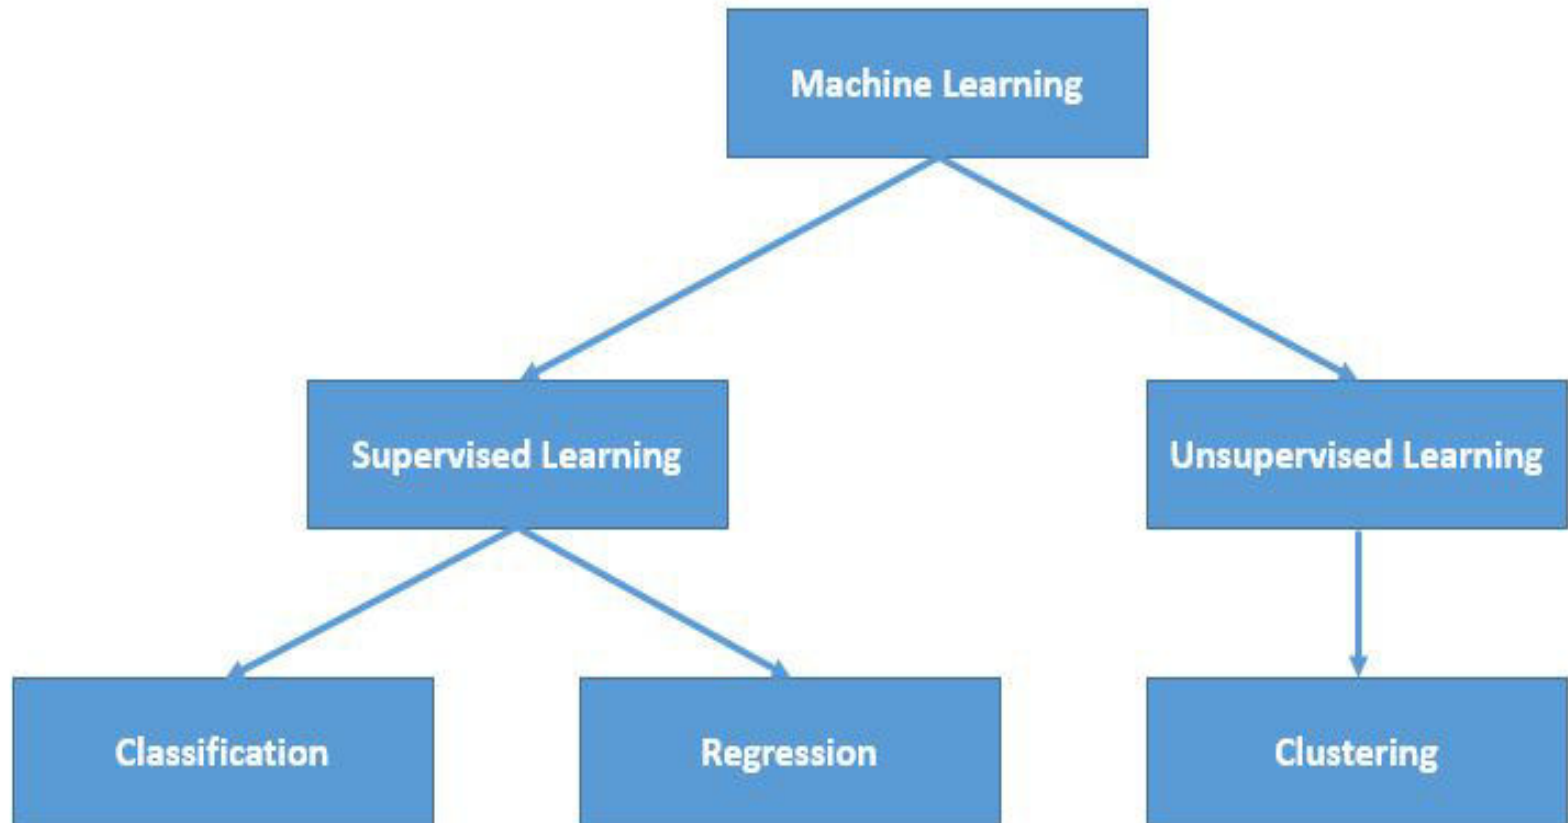 Machine Learning
Supervised Learning
Unsupervised Learning
Classification
Regression
Clustering